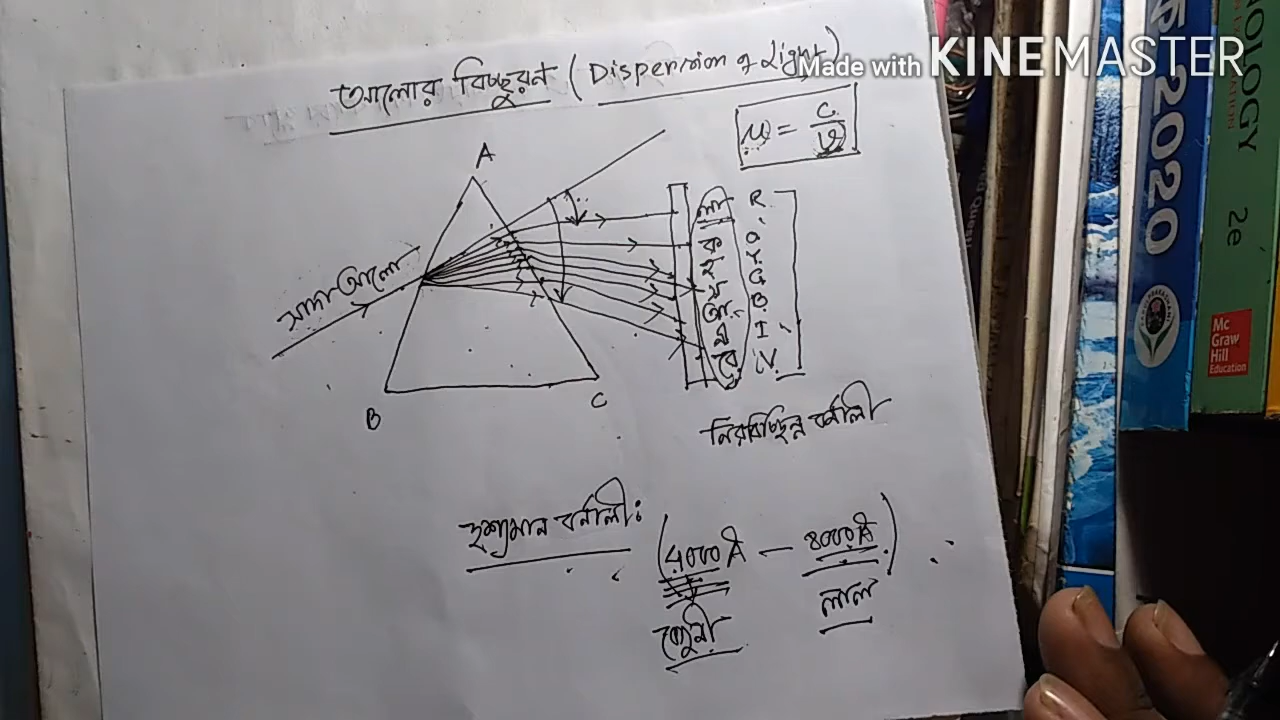 আলোর বিচ্ছুরণ (Dispersion of Light)
Made with KINEMASTER
μ = c/v
A
সাদা আলো
B
C
লা R
ক O
হ Y
স G
আ B
নী I
বে V
নিরবিচ্ছিন্ন বর্নালী
দৃশ্যমান বর্নালী:
(4000Å — 8000Å)
বেগুনী
লাল
2020
OLOGY
2e
Mc
Graw
Hill
Education